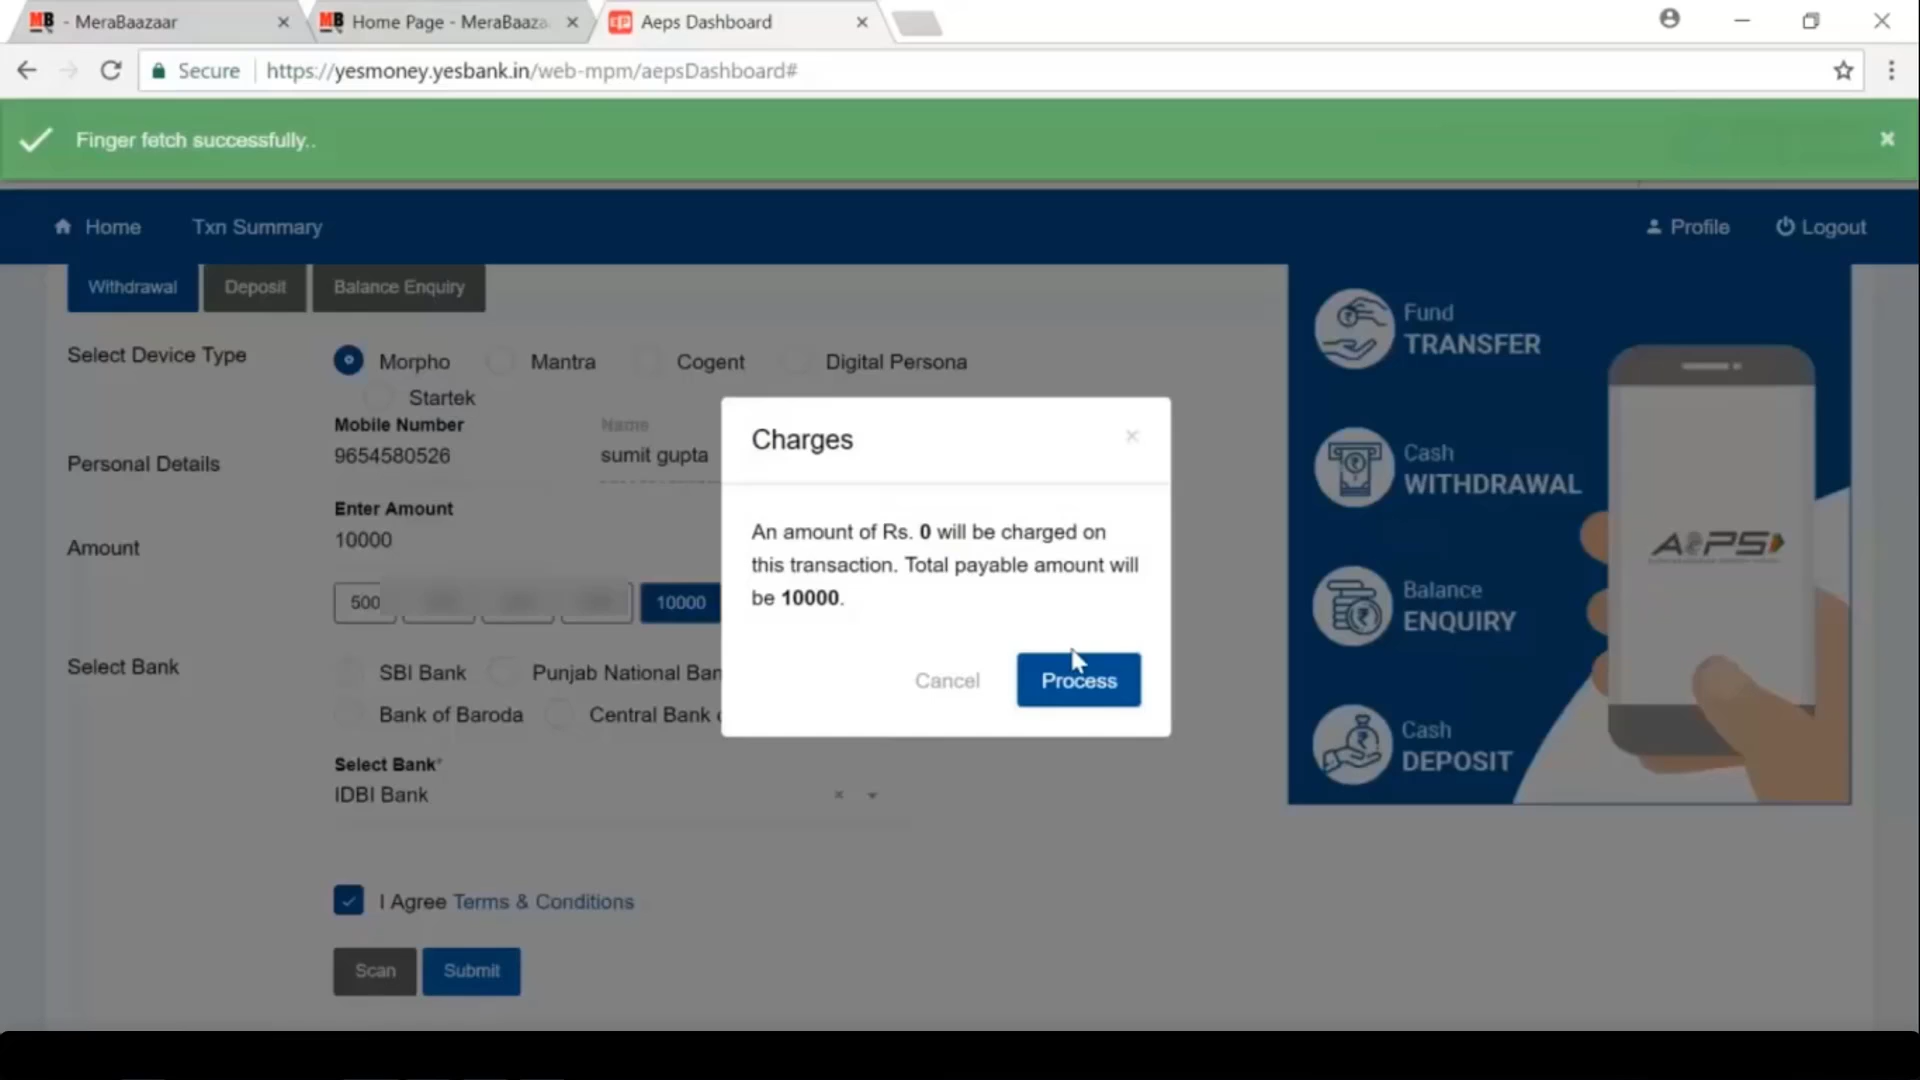 MB - MeraBaazaar
MB Home Page - MeraBaaza
Aeps Dashboard
Secure https://yesmoney.yesbank.in/web-mpm/aepsDashboard#
Finger fetch successfully..
Home Txn Summary Profile Logout
Withdrawal Deposit Balance Enquiry
Select Device Type
Morpho Mantra Cogent Digital Persona
Startek
Personal Details
Mobile Number Name
9654580526 sumit gupta
Amount
Enter Amount
10000
500 10000
Select Bank
SBI Bank Punjab National Ban
Bank of Baroda Central Bank
Select Bank*
IDBI Bank
I Agree Terms & Conditions
Scan Submit
Charges
An amount of Rs. 0 will be charged on
this transaction. Total payable amount will
be 10000.
Cancel Process
Fund
TRANSFER
Cash
WITHDRAWAL
Balance
ENQUIRY
Cash
DEPOSIT
AePS